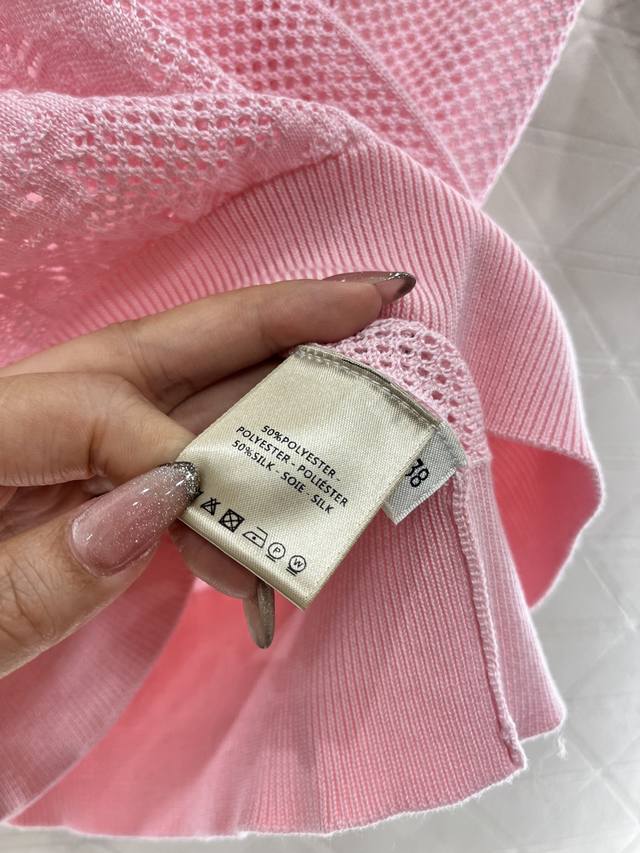 50%POLYESTER -
POLYESTER - POLIÉSTER
50%SILK - SOIE - SILK
P
W
38